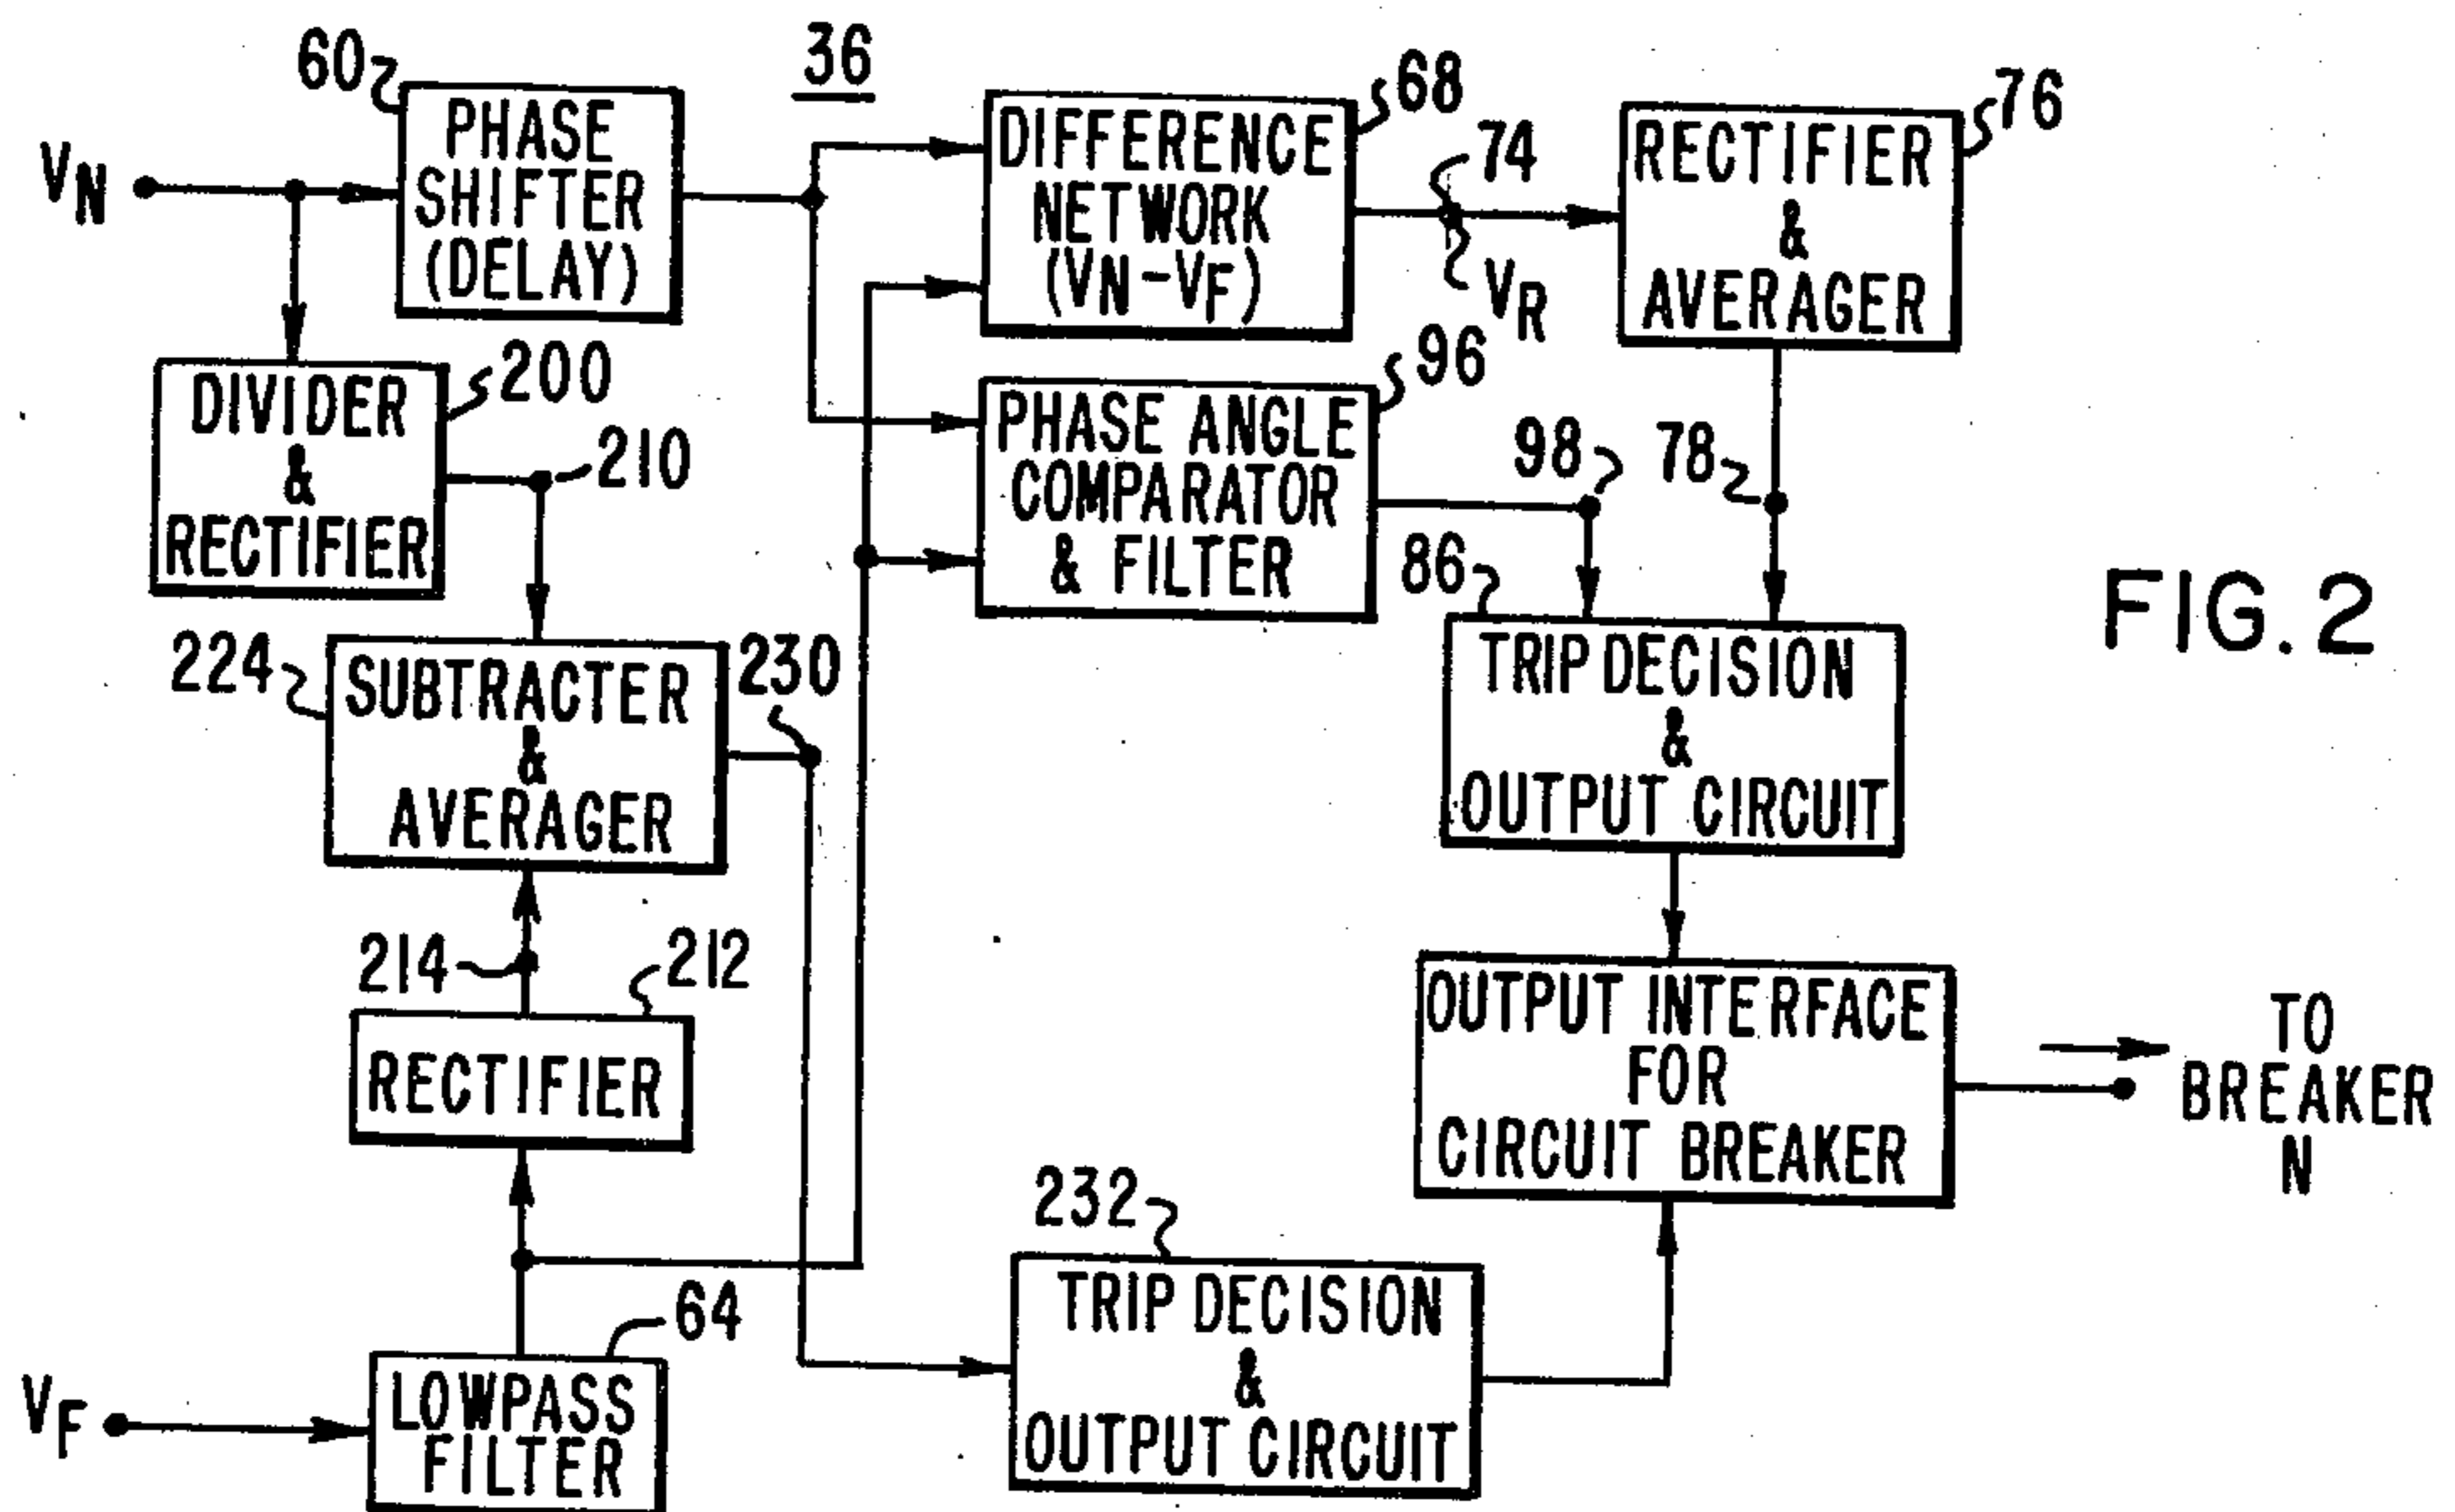 36
60
PHASE
SHIFTER
(DELAY)
VN
68
DIFFERENCE
NETWORK
(VN-VF)
74
VR
76
RECTIFIER
&
AVERAGER
200
DIVIDER
&
RECTIFIER
210
96
PHASE ANGLE
COMPARATOR
& FILTER
98
78
86
TRIP DECISION
&
OUTPUT CIRCUIT
FIG. 2
224
SUBTRACTER
&
AVERAGER
230
214
212
RECTIFIER
OUTPUT INTERFACE
FOR
CIRCUIT BREAKER
TO
BREAKER
N
232
TRIP DECISION
&
OUTPUT CIRCUIT
64
VF
LOWPASS
FILTER